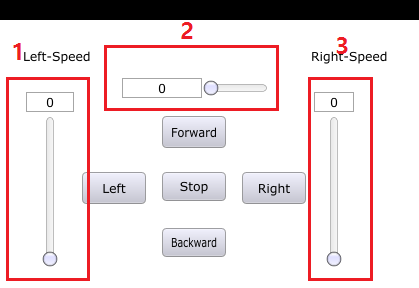 2
1 Left-Speed
Right-Speed 3
0
0
0
Forward
Left Stop Right
Backward